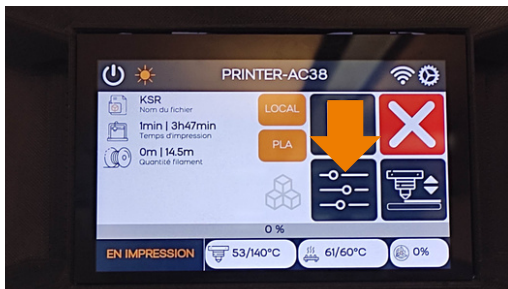 PRINTER-AC38
KSR
Nom du fichier
LOCAL
1min | 3h47min
Temps d'impression
PLA
0m | 14.5m
Quantité filament
0 %
EN IMPRESSION
53/140°C
61/60°C
0%